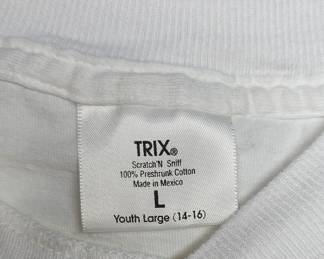 TRIX®
Scratch'N Sniff
100% Preshrunk Cotton
Made in Mexico
L
Youth Large (14-16)